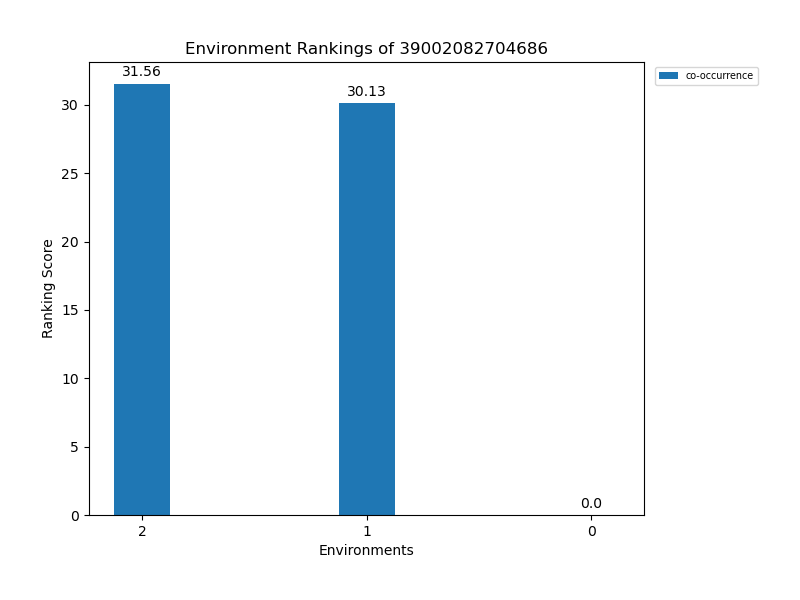 Environment Rankings of 39002082704686
co-occurrence
31.56
30.13
0.0
30
25
20
15
10
5
0
Ranking Score
2 1 0
Environments